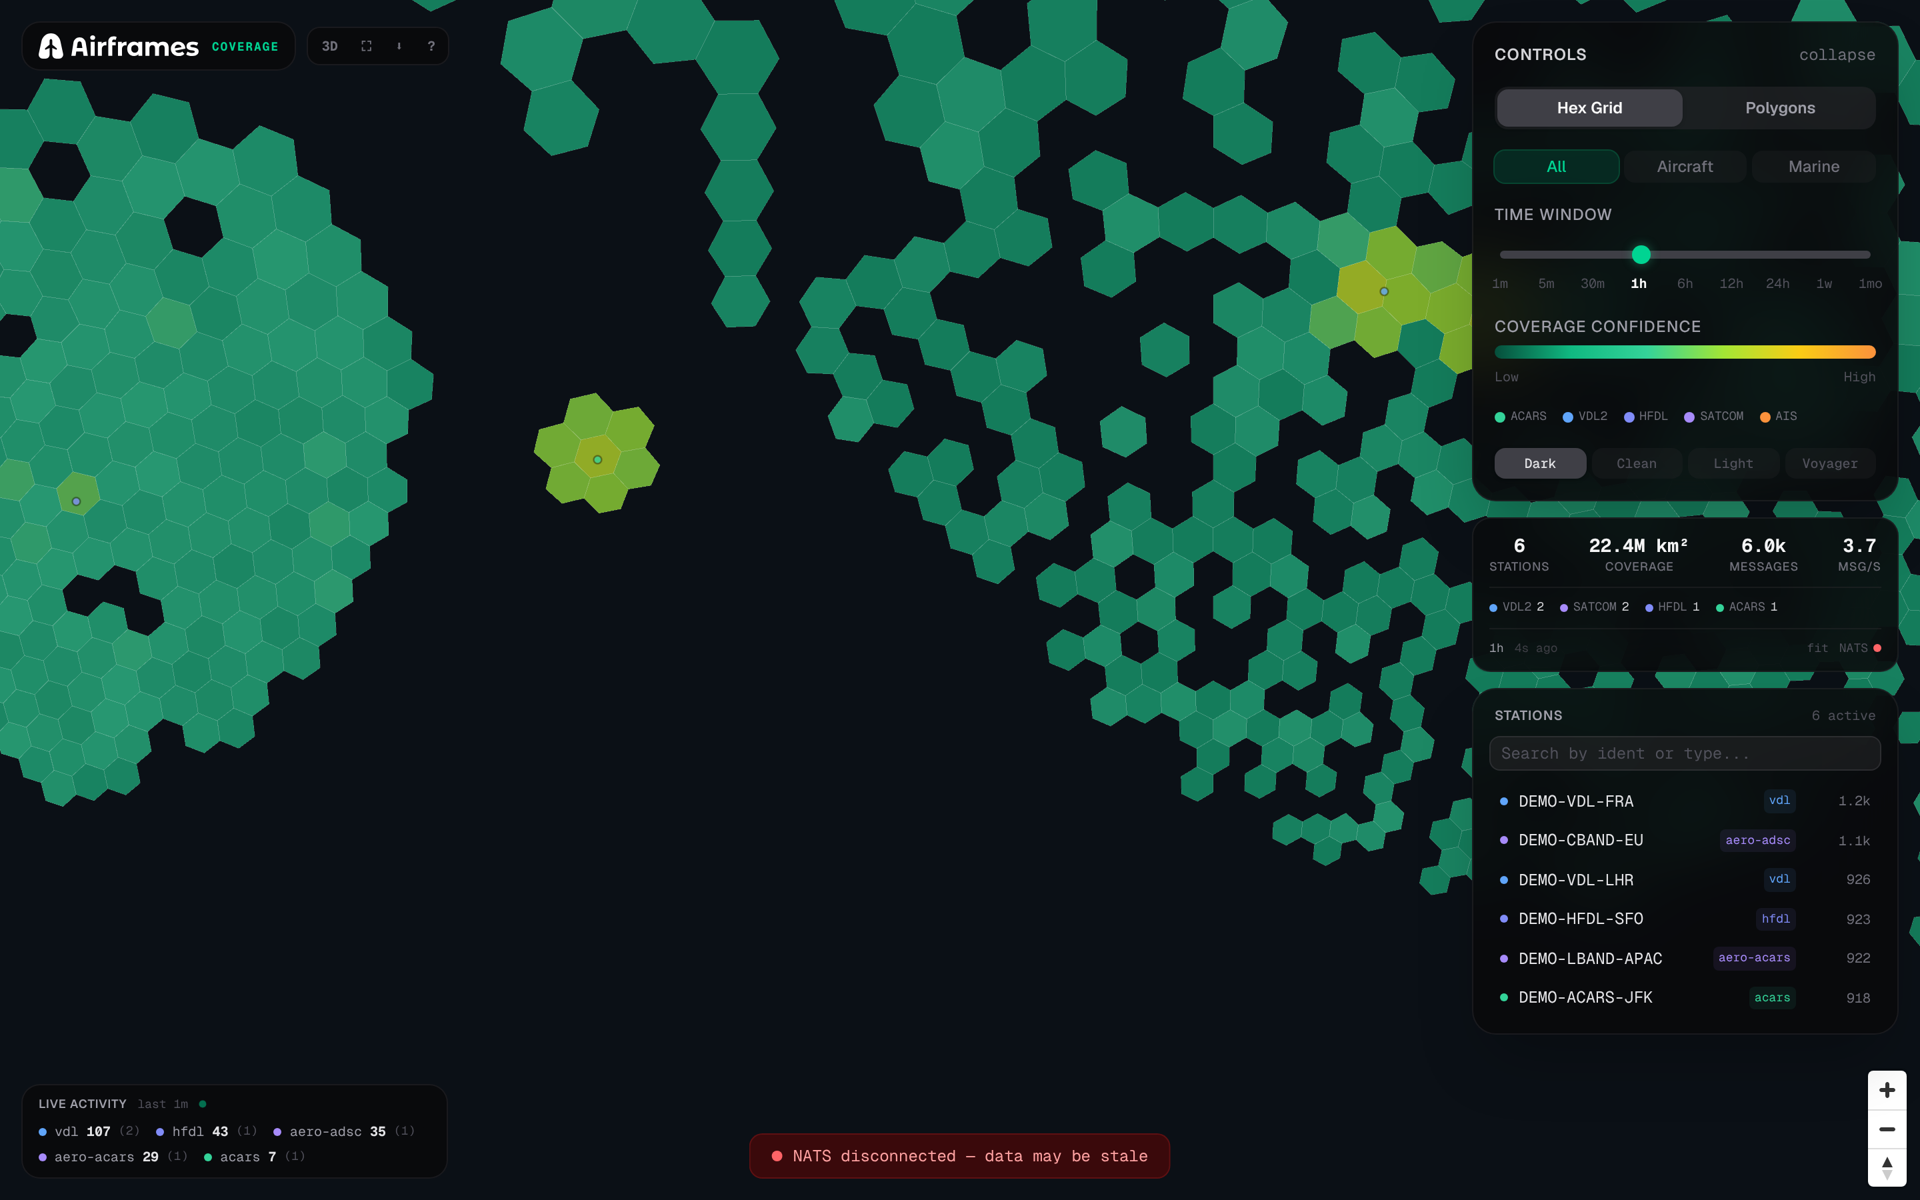 Airframes COVERAGE
3D ?
CONTROLS collapse
Hex Grid Polygons
All Aircraft Marine
TIME WINDOW
1m 5m 30m 1h 6h 12h 24h 1w 1mo
COVERAGE CONFIDENCE
Low High
ACARS VDL2 HFDL SATCOM AIS
Dark Clean Light Voyager
6 22.4M km² 6.0k 3.7
STATIONS COVERAGE MESSAGES MSG/S
VDL2 2 SATCOM 2 HFDL 1 ACARS 1
1h 4s ago fit NATS
STATIONS 6 active
Search by ident or type...
DEMO-VDL-FRA vdl 1.2k
DEMO-CBAND-EU aero-adsc 1.1k
DEMO-VDL-LHR vdl 926
DEMO-HFDL-SFO hfdl 923
DEMO-LBAND-APAC aero-acars 922
DEMO-ACARS-JFK acars 918
LIVE ACTIVITY last 1m
vdl 107 (2) hfdl 43 (1) aero-adsc 35 (1)
aero-acars 29 (1) acars 7 (1)
NATS disconnected — data may be stale